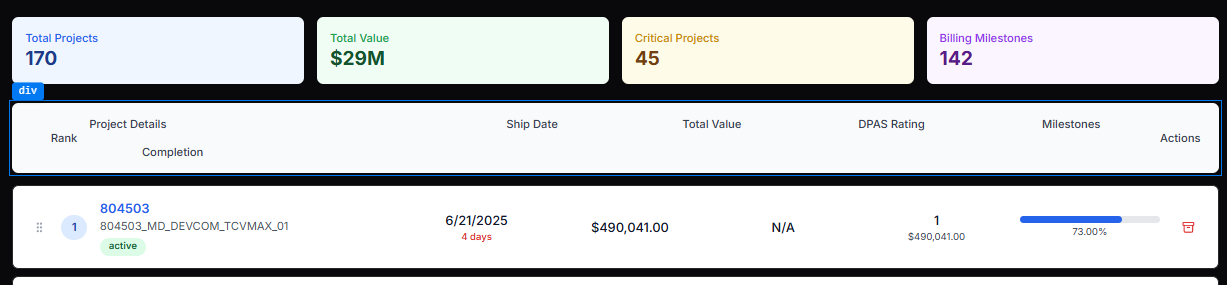 Total Projects
170
Total Value
$29M
Critical Projects
45
Billing Milestones
142
div
Project Details
Ship Date
Total Value
DPAS Rating
Milestones
Rank
Actions
Completion
1
804503
804503_MD_DEVCOM_TCVMAX_01
active
6/21/2025
4 days
$490,041.00
N/A
1
$490,041.00
73.00%